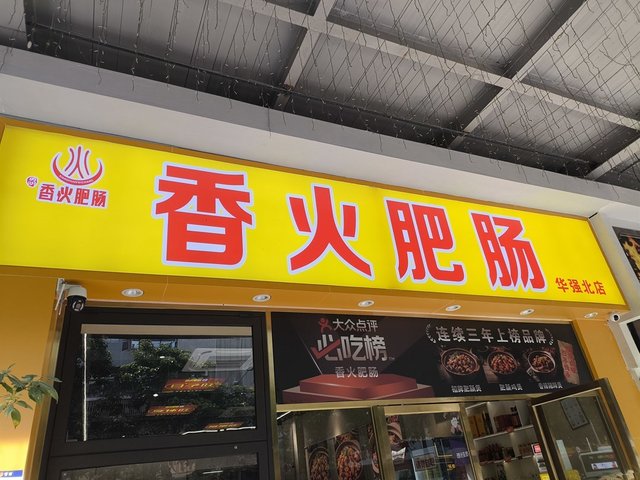 香火肥肠
香火肥肠
华强北店
大众点评
必吃榜
香火肥肠
连续三年上榜品牌